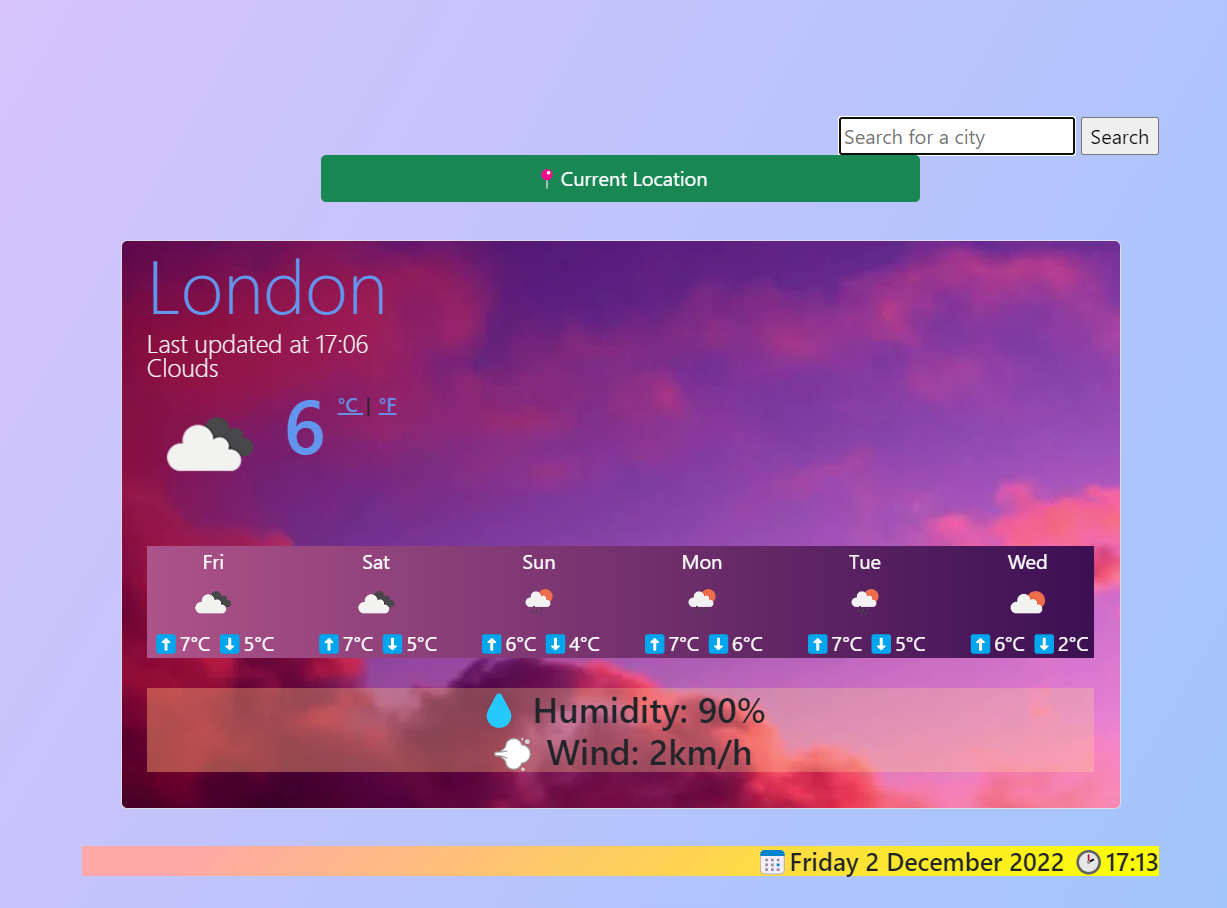 Search for a city Search
Current Location
London
Last updated at 17:06
Clouds
6 °C | °F
Fri Sat Sun Mon Tue Wed
7°C 5°C 7°C 5°C 6°C 4°C 7°C 6°C 7°C 5°C 6°C 2°C
Humidity: 90%
Wind: 2km/h
Friday 2 December 2022 17:13